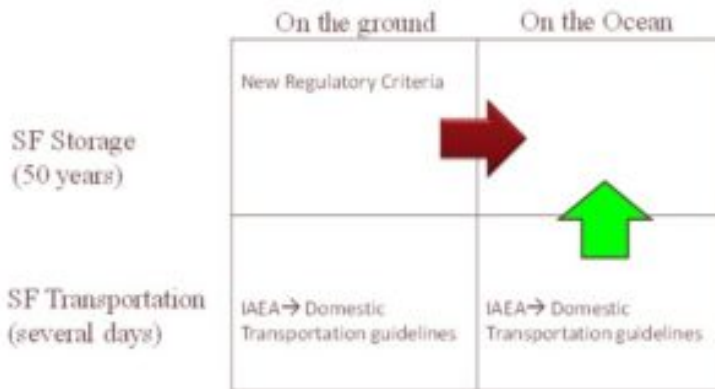 On the ground
On the Ocean
New Regulatory Criteria
SF Storage
(50 years)
SF Transportation
(several days)
IAEA→ Domestic
Transportation guidelines
IAEA→ Domestic
Transportation guidelines